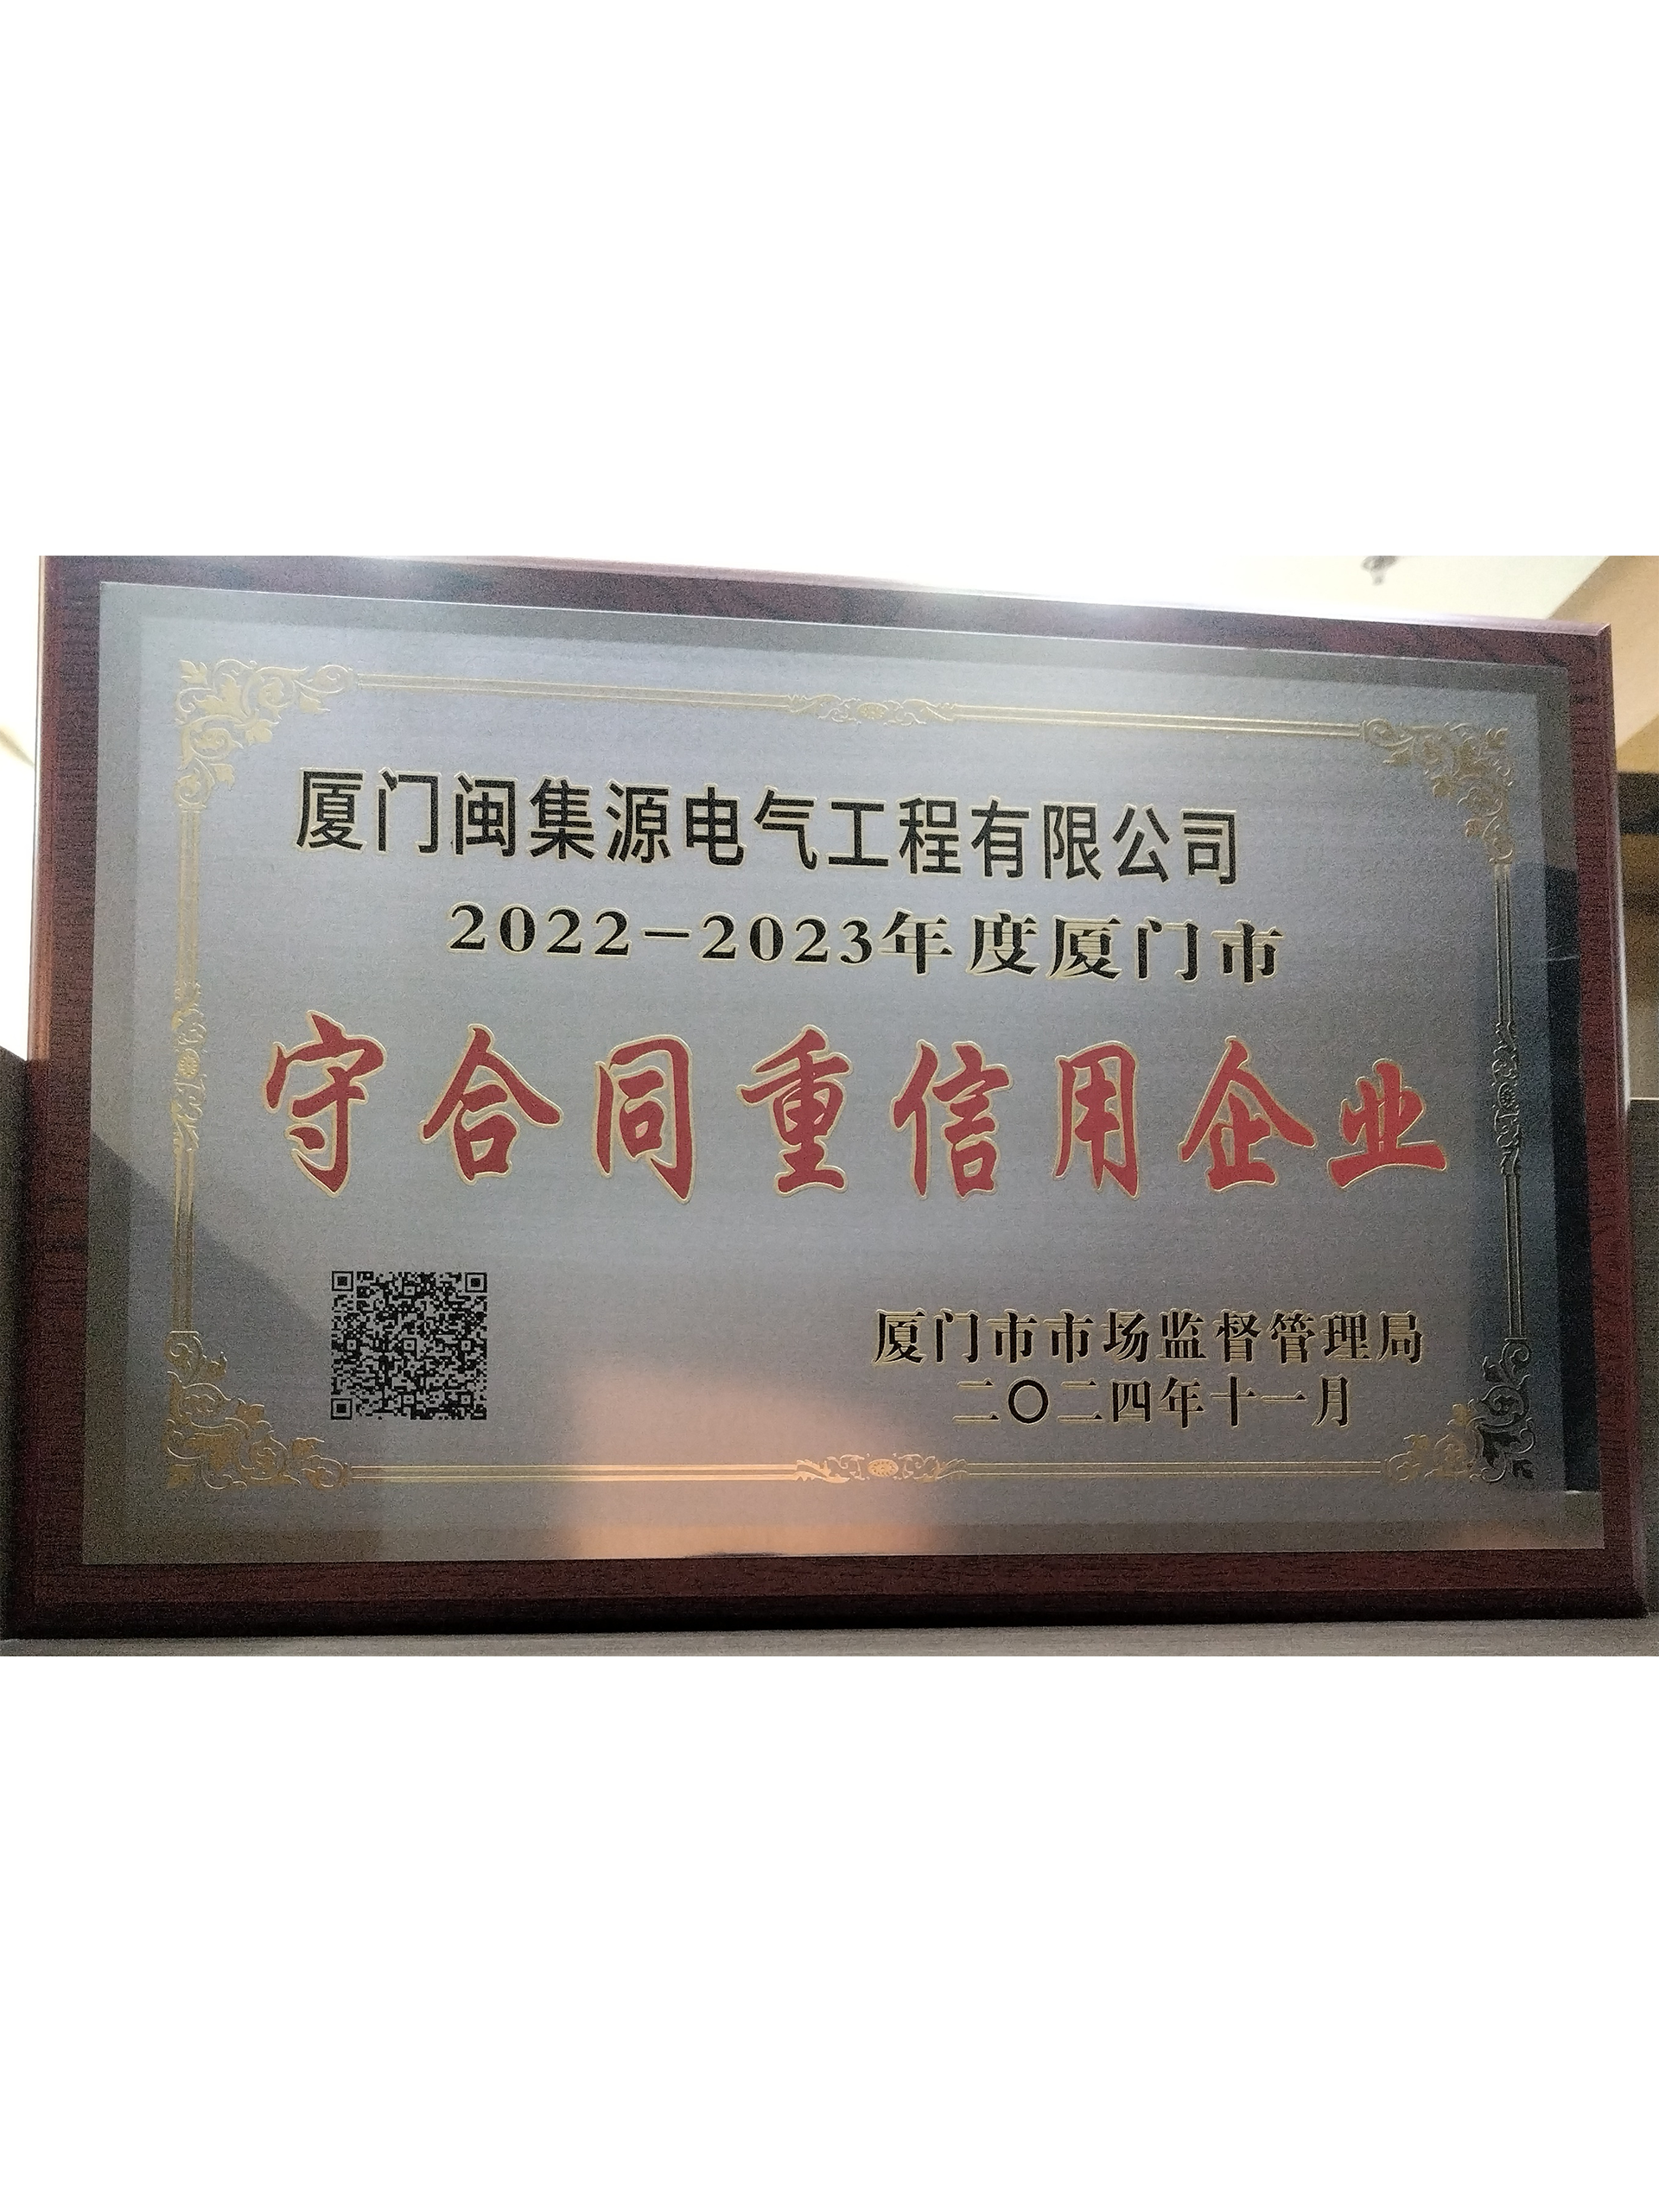 厦门闽集源电气工程有限公司
2022-2023年度厦门市
守合同重信用企业
厦门市市场监督管理局
二〇二四年十一月